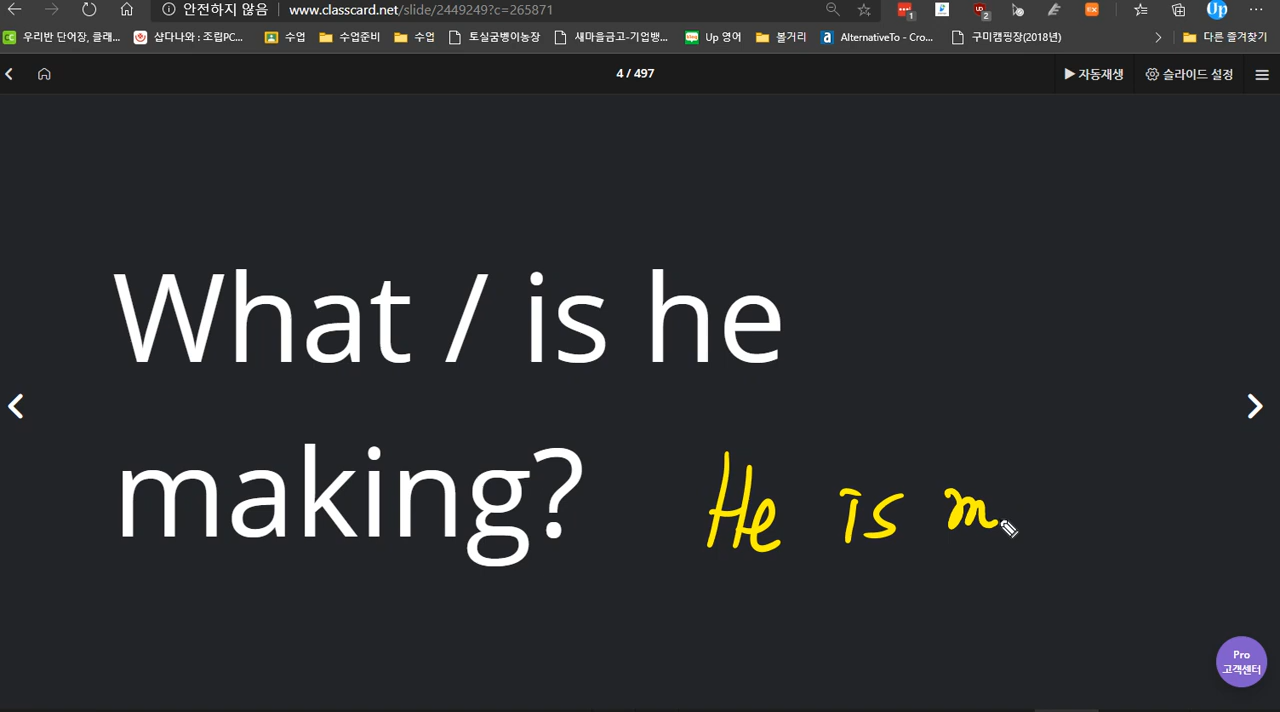 안전하지 않음 www.classcard.net/slide/2449249?c=265871 1 2
우리반 단어장, 클래... 샵다나와 : 조립PC... 수업 수업준비 수업 토실굼벵이농장 새마을금고-기업뱅... Up 영어 볼거리 AlternativeTo - Cro... 구미캠핑장(2018년) 다른 즐겨찾기
4 / 497 자동재생 슬라이드 설정
What / is he
making? He is m
Pro
고객센터